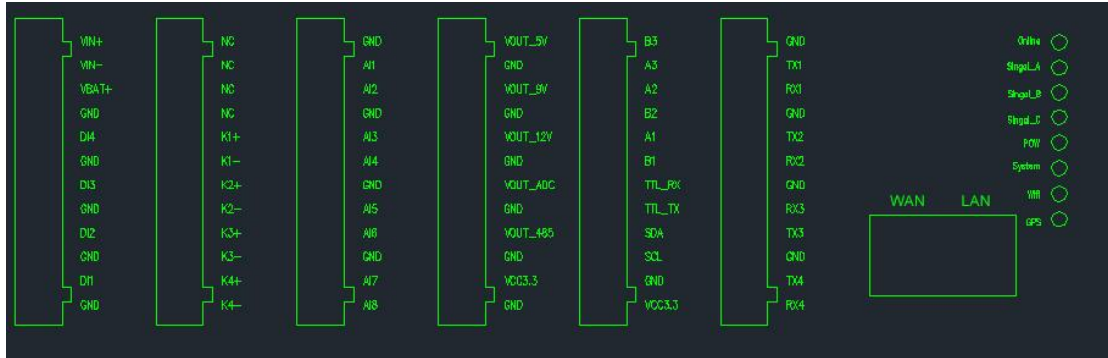 VIN+
VIN-
VBAT+
GND
DI4
GND
DI3
GND
DI2
GND
DI1
GND
NC
NC
NC
NC
K1+
K1-
K2+
K2-
K3+
K3-
K4+
K4-
GND
AI1
AI2
GND
AI3
AI4
GND
AI5
AI6
GND
AI7
AI8
VOUT_5V
GND
VOUT_9V
GND
VOUT_12V
GND
VOUT_ADC
GND
VOUT_485
GND
VCC3.3
GND
B3
A3
A2
B2
A1
B1
TTL_RX
TTL_TX
SDA
SCL
GND
VCC3.3
GND
TX1
RX1
GND
TX2
RX2
GND
RX3
TX3
GND
TX4
RX4
Online
Singal_A
Singal_B
Singal_C
POW
System
Wifi
GPS
WAN LAN